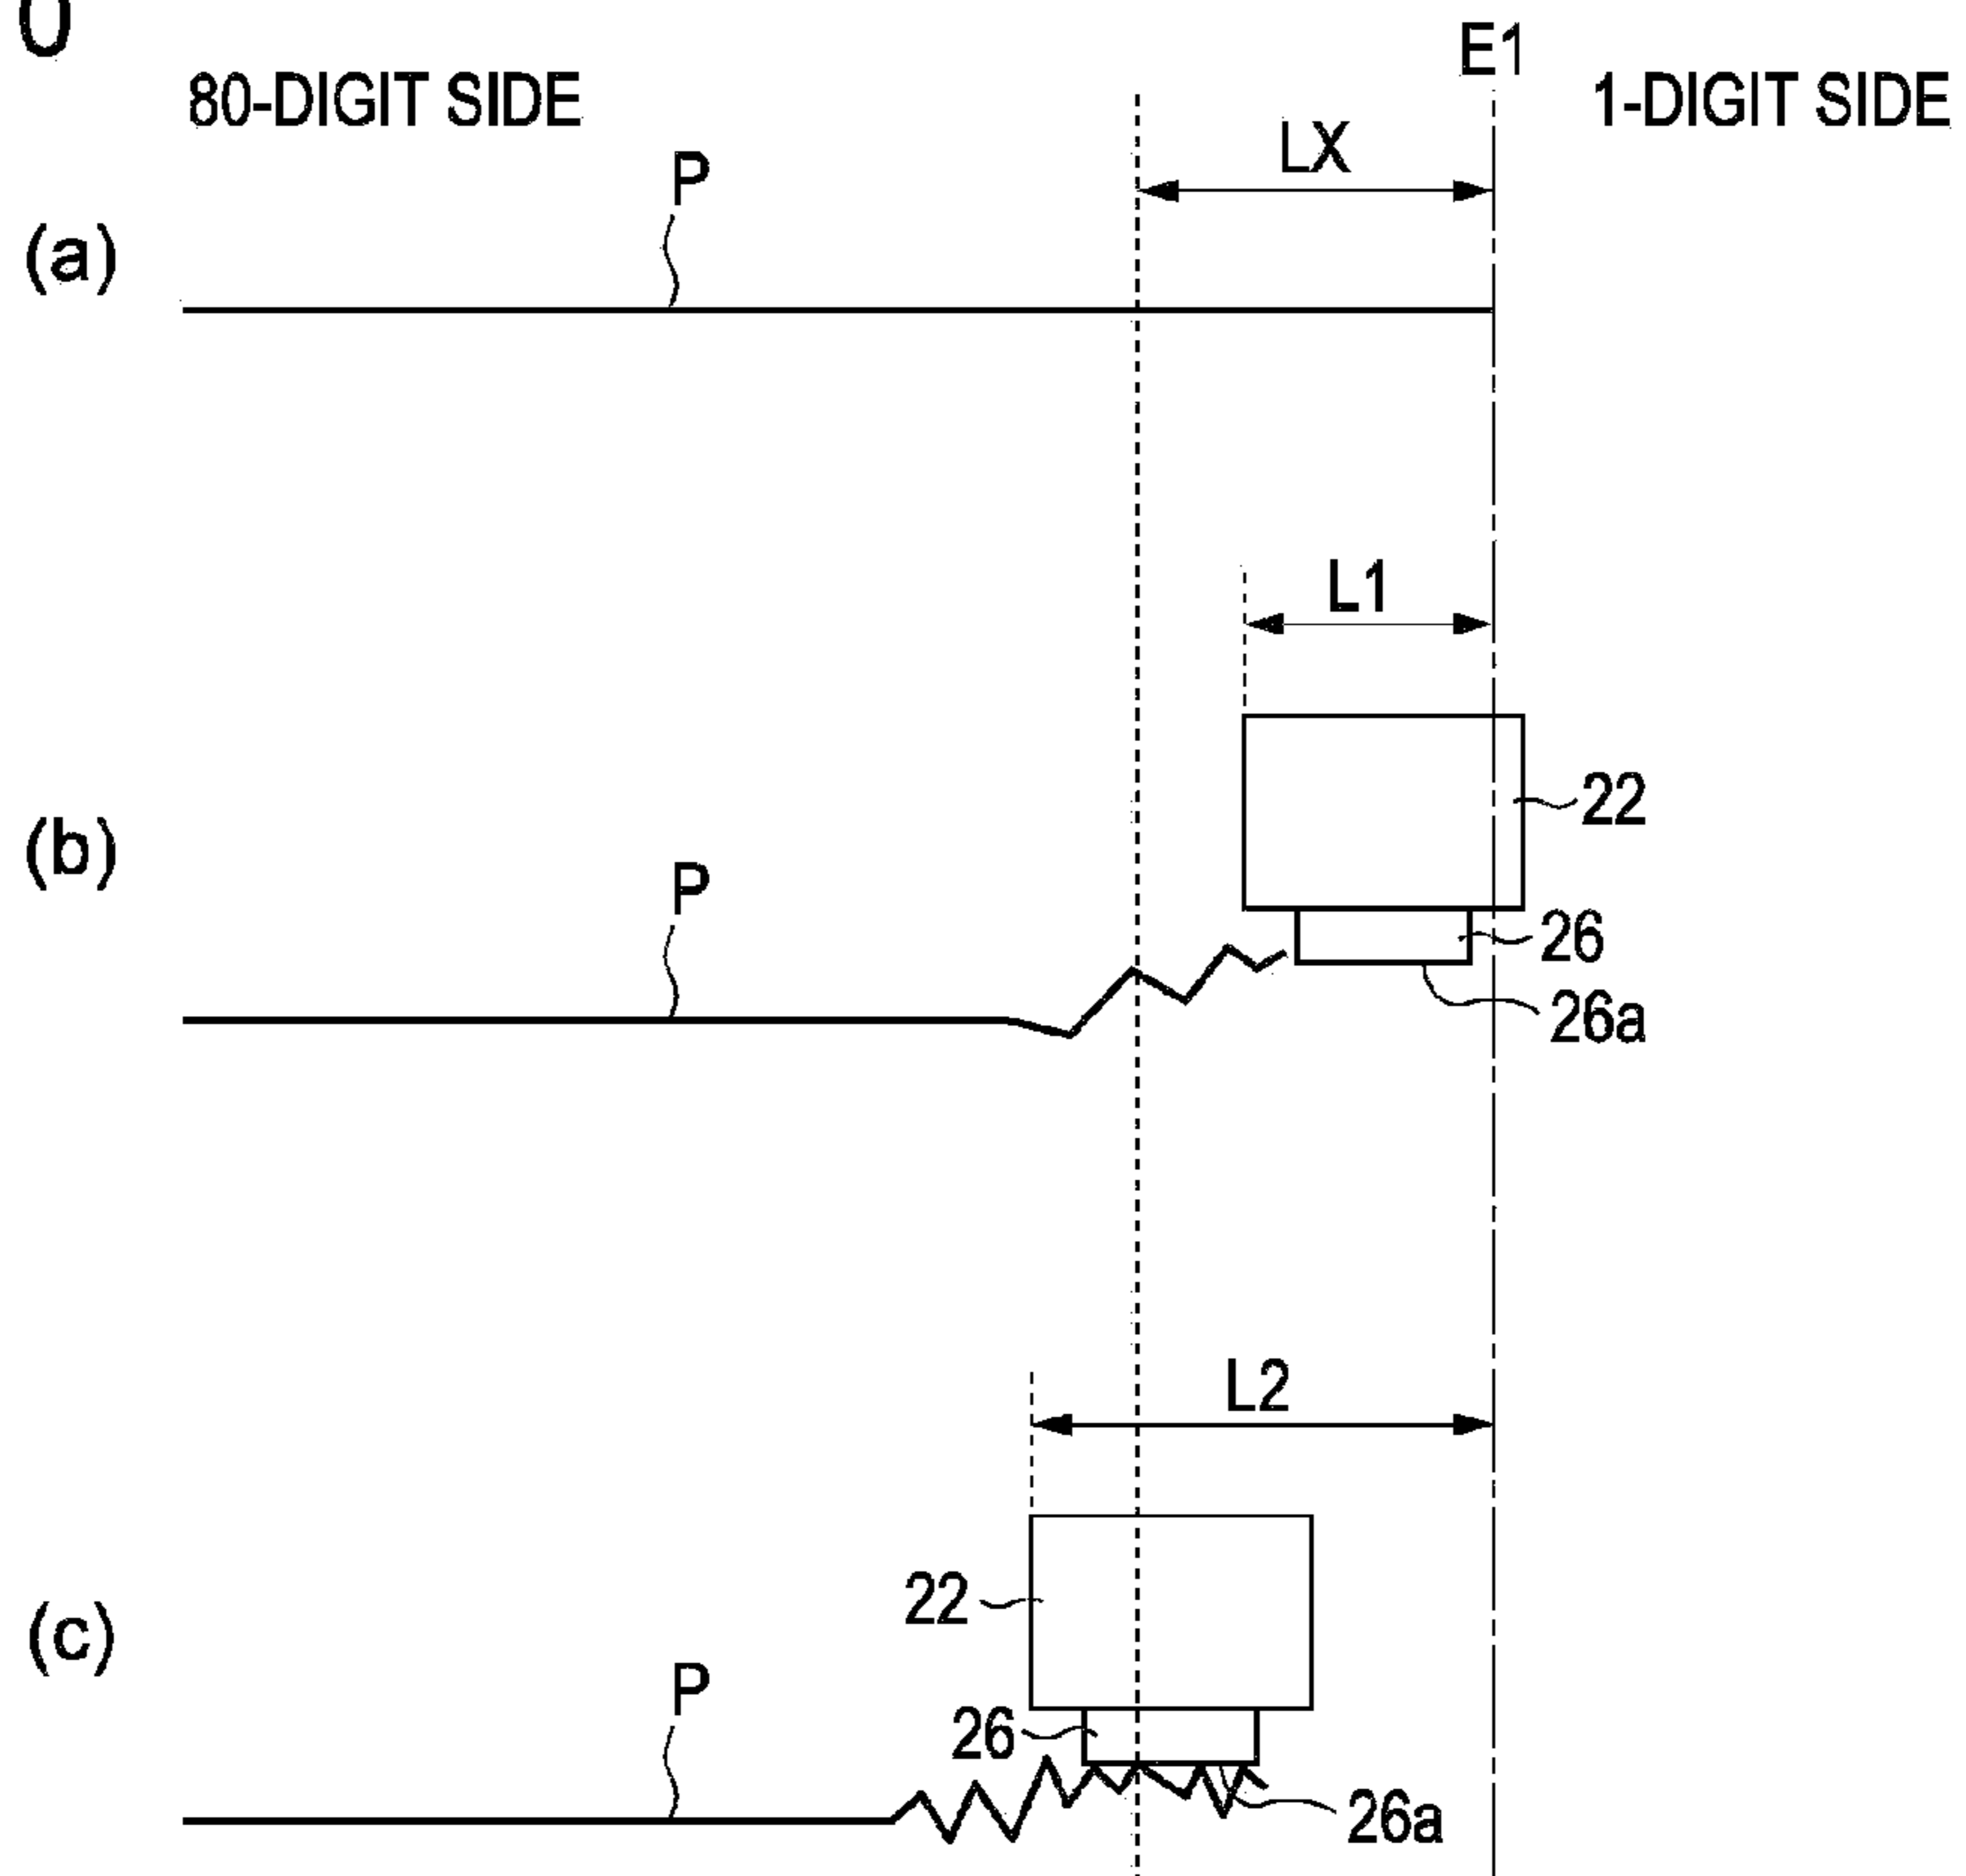 E1
80-DIGIT SIDE
1-DIGIT SIDE
LX
P
(a)
L1
22
(b)
P
26
26a
L2
22
(c)
P
26
26a